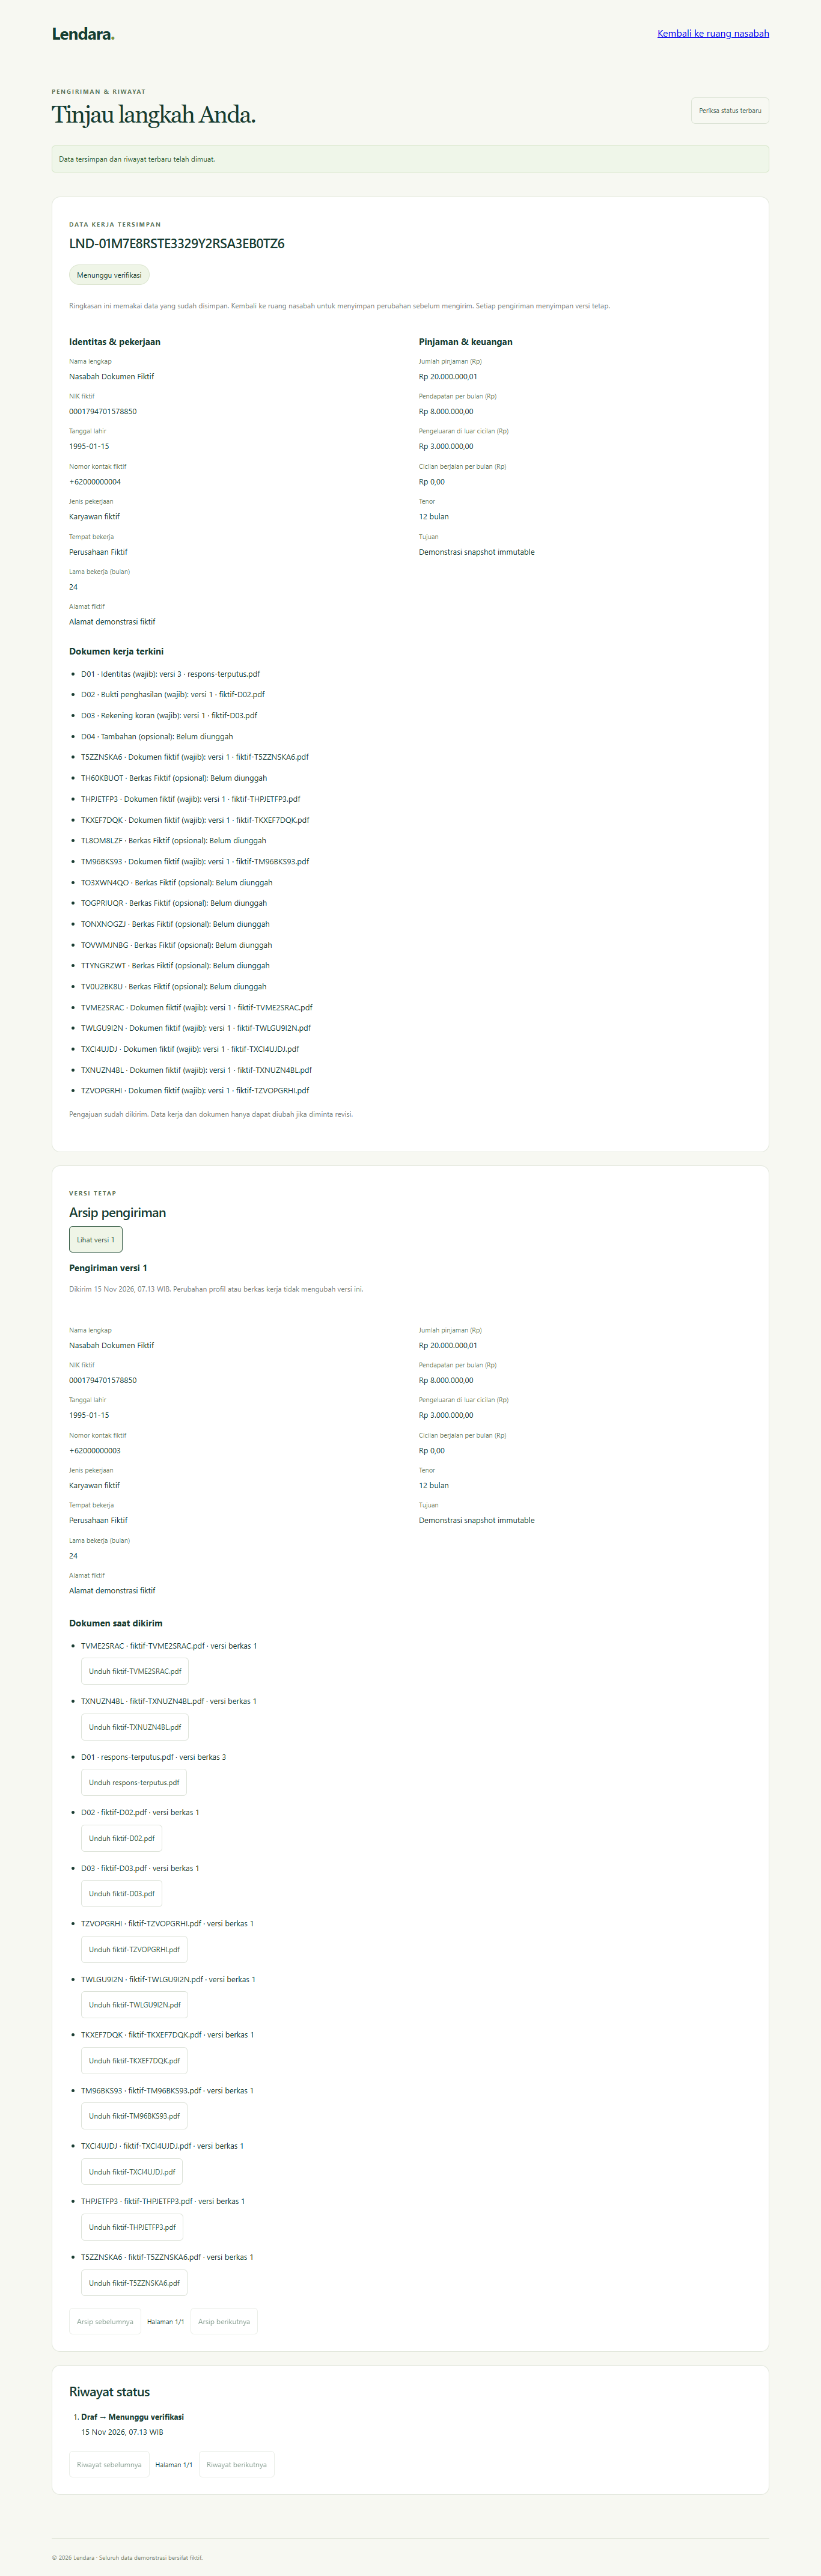 Lendara.
Kembali ke ruang nasabah
PENGIRIMAN & RIWAYAT
Tinjau langkah Anda.
Periksa status terbaru
Data tersimpan dan riwayat terbaru telah dimuat.
DATA KERJA TERSIMPAN
LND-01M7E8RSTE3329Y2RSA3EB0TZ6
Menunggu verifikasi
Ringkasan ini memakai data yang sudah disimpan. Kembali ke ruang nasabah untuk menyimpan perubahan sebelum mengirim. Setiap pengiriman menyimpan versi tetap.
Identitas & pekerjaan
Nama lengkap
Nasabah Dokumen Fiktif
NIK fiktif
0001794701578850
Tanggal lahir
1995-01-15
Nomor kontak fiktif
+62000000004
Jenis pekerjaan
Karyawan fiktif
Tempat bekerja
Perusahaan Fiktif
Lama bekerja (bulan)
24
Alamat fiktif
Alamat demonstrasi fiktif
Pinjaman & keuangan
Jumlah pinjaman (Rp)
Rp 20.000.000,01
Pendapatan per bulan (Rp)
Rp 8.000.000,00
Pengeluaran di luar cicilan (Rp)
Rp 3.000.000,00
Cicilan berjalan per bulan (Rp)
Rp 0,00
Tenor
12 bulan
Tujuan
Demonstrasi snapshot immutable
Dokumen kerja terkini
• D01 · Identitas (wajib): versi 3 · respons-terputus.pdf
• D02 · Bukti penghasilan (wajib): versi 1 · fiktif-D02.pdf
• D03 · Rekening koran (wajib): versi 1 · fiktif-D03.pdf
• D04 · Tambahan (opsional): Belum diunggah
• T5ZZNSKA6 · Dokumen fiktif (wajib): versi 1 · fiktif-T5ZZNSKA6.pdf
• TH60KBUOT · Berkas Fiktif (opsional): Belum diunggah
• THPJETFP3 · Dokumen fiktif (wajib): versi 1 · fiktif-THPJETFP3.pdf
• TKXEF7DQK · Dokumen fiktif (wajib): versi 1 · fiktif-TKXEF7DQK.pdf
• TL8OM8LZF · Berkas Fiktif (opsional): Belum diunggah
• TM96BKS93 · Dokumen fiktif (wajib): versi 1 · fiktif-TM96BKS93.pdf
• TO3XWN4QO · Berkas Fiktif (opsional): Belum diunggah
• TOGPRIUQR · Berkas Fiktif (opsional): Belum diunggah
• TONXNOGZJ · Berkas Fiktif (opsional): Belum diunggah
• TOVWMJNBG · Berkas Fiktif (opsional): Belum diunggah
• TTYNGRZWT · Berkas Fiktif (opsional): Belum diunggah
• TV0U2BK8U · Berkas Fiktif (opsional): Belum diunggah
• TVME2SRAC · Dokumen fiktif (wajib): versi 1 · fiktif-TVME2SRAC.pdf
• TWLGU9I2N · Dokumen fiktif (wajib): versi 1 · fiktif-TWLGU9I2N.pdf
• TXCI4UJDJ · Dokumen fiktif (wajib): versi 1 · fiktif-TXCI4UJDJ.pdf
• TXNUZN4BL · Dokumen fiktif (wajib): versi 1 · fiktif-TXNUZN4BL.pdf
• TZVOPGRHI · Dokumen fiktif (wajib): versi 1 · fiktif-TZVOPGRHI.pdf
Pengajuan sudah dikirim. Data kerja dan dokumen hanya dapat diubah jika diminta revisi.
VERSI TETAP
Arsip pengiriman
Lihat versi 1
Pengiriman versi 1
Dikirim 15 Nov 2026, 07.13 WIB. Perubahan profil atau berkas kerja tidak mengubah versi ini.
Nama lengkap
Nasabah Dokumen Fiktif
NIK fiktif
0001794701578850
Tanggal lahir
1995-01-15
Nomor kontak fiktif
+62000000003
Jenis pekerjaan
Karyawan fiktif
Tempat bekerja
Perusahaan Fiktif
Lama bekerja (bulan)
24
Alamat fiktif
Alamat demonstrasi fiktif
Jumlah pinjaman (Rp)
Rp 20.000.000,01
Pendapatan per bulan (Rp)
Rp 8.000.000,00
Pengeluaran di luar cicilan (Rp)
Rp 3.000.000,00
Cicilan berjalan per bulan (Rp)
Rp 0,00
Tenor
12 bulan
Tujuan
Demonstrasi snapshot immutable
Dokumen saat dikirim
• TVME2SRAC · fiktif-TVME2SRAC.pdf · versi berkas 1
Unduh fiktif-TVME2SRAC.pdf
• TXNUZN4BL · fiktif-TXNUZN4BL.pdf · versi berkas 1
Unduh fiktif-TXNUZN4BL.pdf
• D01 · respons-terputus.pdf · versi berkas 3
Unduh respons-terputus.pdf
• D02 · fiktif-D02.pdf · versi berkas 1
Unduh fiktif-D02.pdf
• D03 · fiktif-D03.pdf · versi berkas 1
Unduh fiktif-D03.pdf
• TZVOPGRHI · fiktif-TZVOPGRHI.pdf · versi berkas 1
Unduh fiktif-TZVOPGRHI.pdf
• TWLGU9I2N · fiktif-TWLGU9I2N.pdf · versi berkas 1
Unduh fiktif-TWLGU9I2N.pdf
• TKXEF7DQK · fiktif-TKXEF7DQK.pdf · versi berkas 1
Unduh fiktif-TKXEF7DQK.pdf
• TM96BKS93 · fiktif-TM96BKS93.pdf · versi berkas 1
Unduh fiktif-TM96BKS93.pdf
• TXCI4UJDJ · fiktif-TXCI4UJDJ.pdf · versi berkas 1
Unduh fiktif-TXCI4UJDJ.pdf
• THPJETFP3 · fiktif-THPJETFP3.pdf · versi berkas 1
Unduh fiktif-THPJETFP3.pdf
• T5ZZNSKA6 · fiktif-T5ZZNSKA6.pdf · versi berkas 1
Unduh fiktif-T5ZZNSKA6.pdf
Arsip sebelumnya Halaman 1/1 Arsip berikutnya
Riwayat status
1. Draf → Menunggu verifikasi
15 Nov 2026, 07.13 WIB
Riwayat sebelumnya Halaman 1/1 Riwayat berikutnya
© 2026 Lendara · Seluruh data demonstrasi bersifat fiktif.